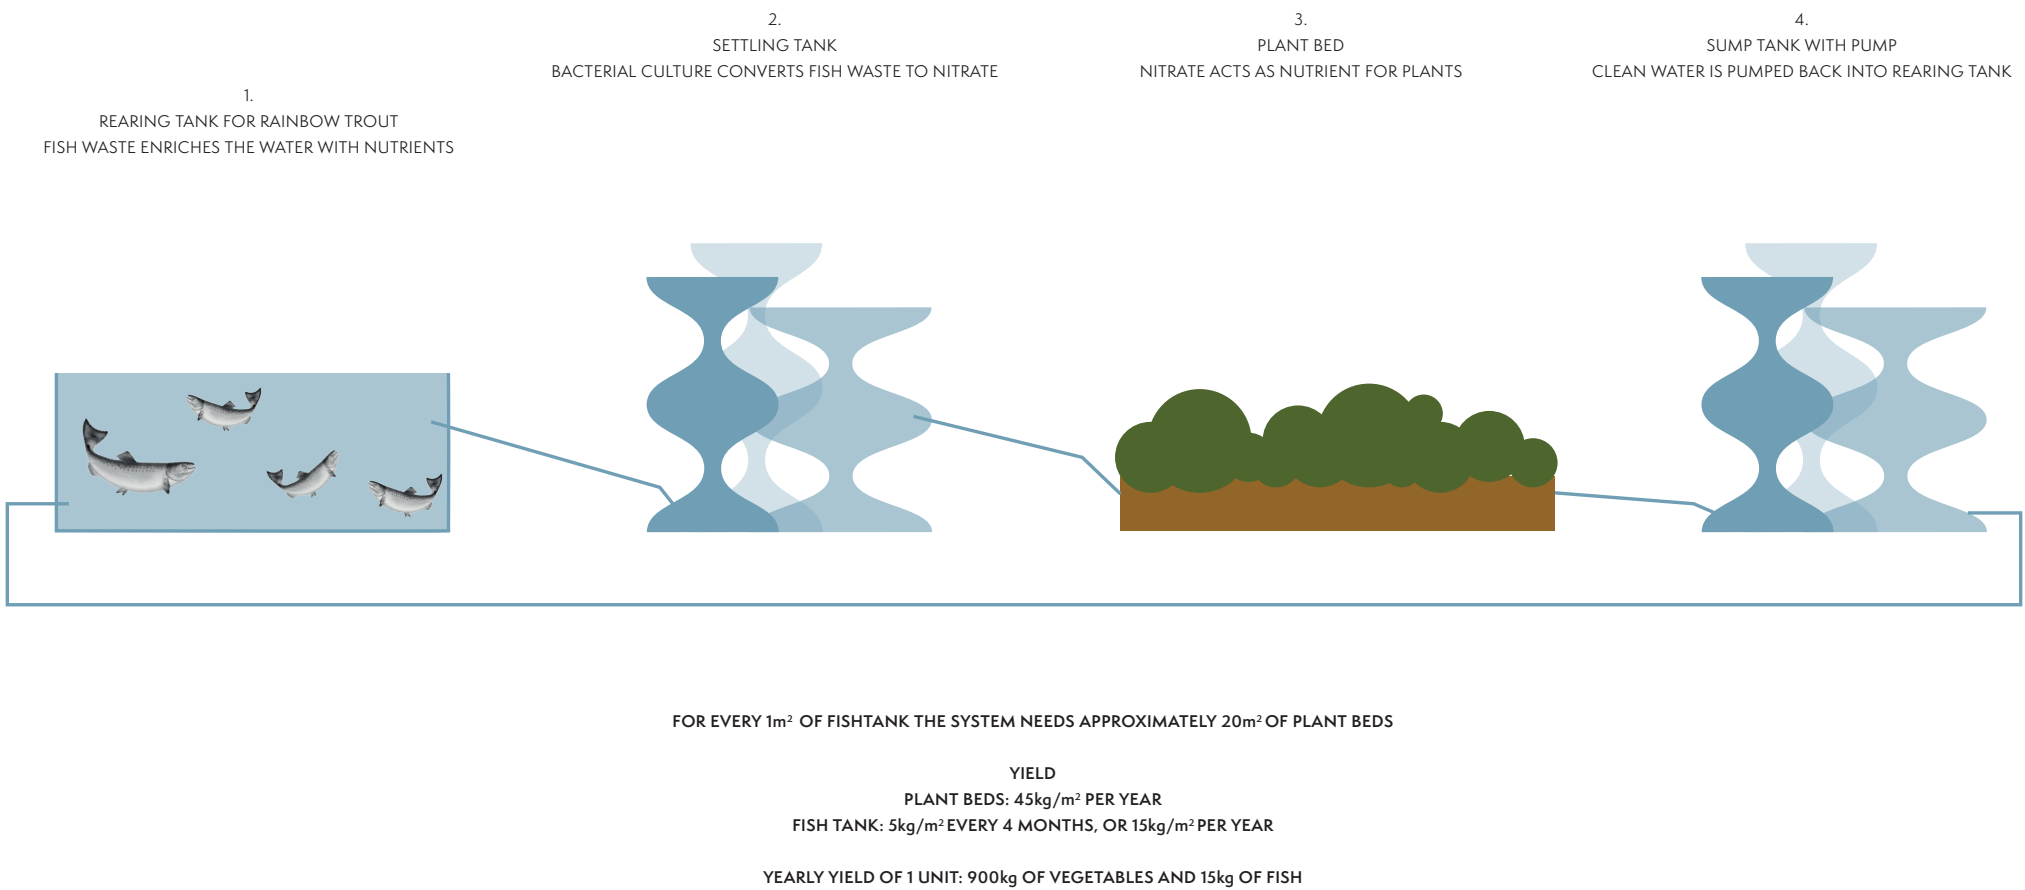 1.
REARING TANK FOR RAINBOW TROUT
FISH WASTE ENRICHES THE WATER WITH NUTRIENTS
2.
SETTLING TANK
BACTERIAL CULTURE CONVERTS FISH WASTE TO NITRATE
3.
PLANT BED
NITRATE ACTS AS NUTRIENT FOR PLANTS
4.
SUMP TANK WITH PUMP
CLEAN WATER IS PUMPED BACK INTO REARING TANK
FOR EVERY 1m² OF FISHTANK THE SYSTEM NEEDS APPROXIMATELY 20m² OF PLANT BEDS
YIELD
PLANT BEDS: 45kg/m² PER YEAR
FISH TANK: 5kg/m² EVERY 4 MONTHS, OR 15kg/m² PER YEAR
YEARLY YIELD OF 1 UNIT: 900kg OF VEGETABLES AND 15kg OF FISH